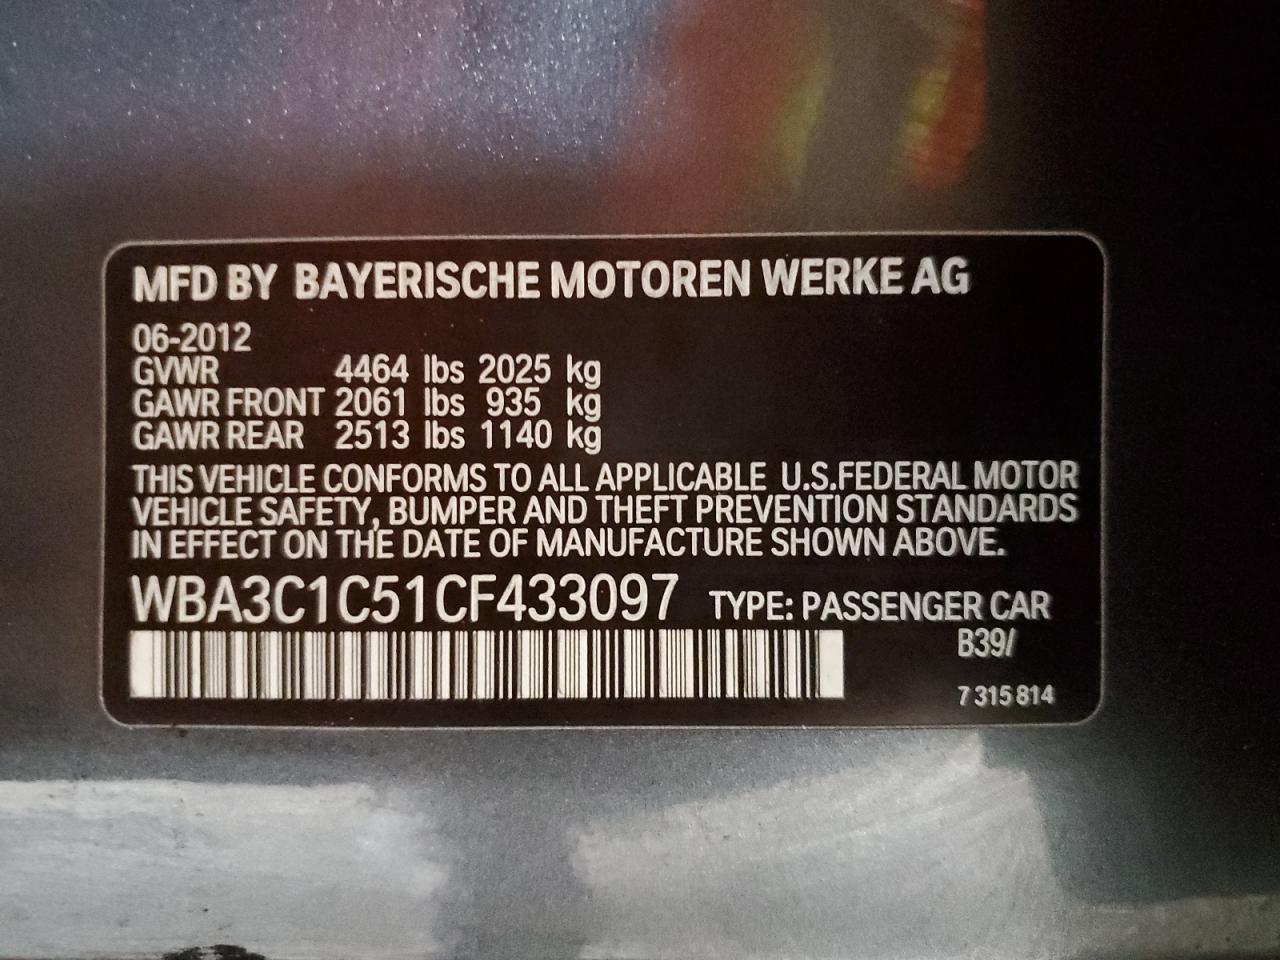 MFD BY BAYERISCHE MOTOREN WERKE AG
06-2012
GVWR 4464 lbs 2025 kg
GAWR FRONT 2061 lbs 935 kg
GAWR REAR 2513 lbs 1140 kg
THIS VEHICLE CONFORMS TO ALL APPLICABLE U.S.FEDERAL MOTOR
VEHICLE SAFETY, BUMPER AND THEFT PREVENTION STANDARDS
IN EFFECT ON THE DATE OF MANUFACTURE SHOWN ABOVE.
WBA3C1C51CF433097 TYPE: PASSENGER CAR
B39/
7 315 814